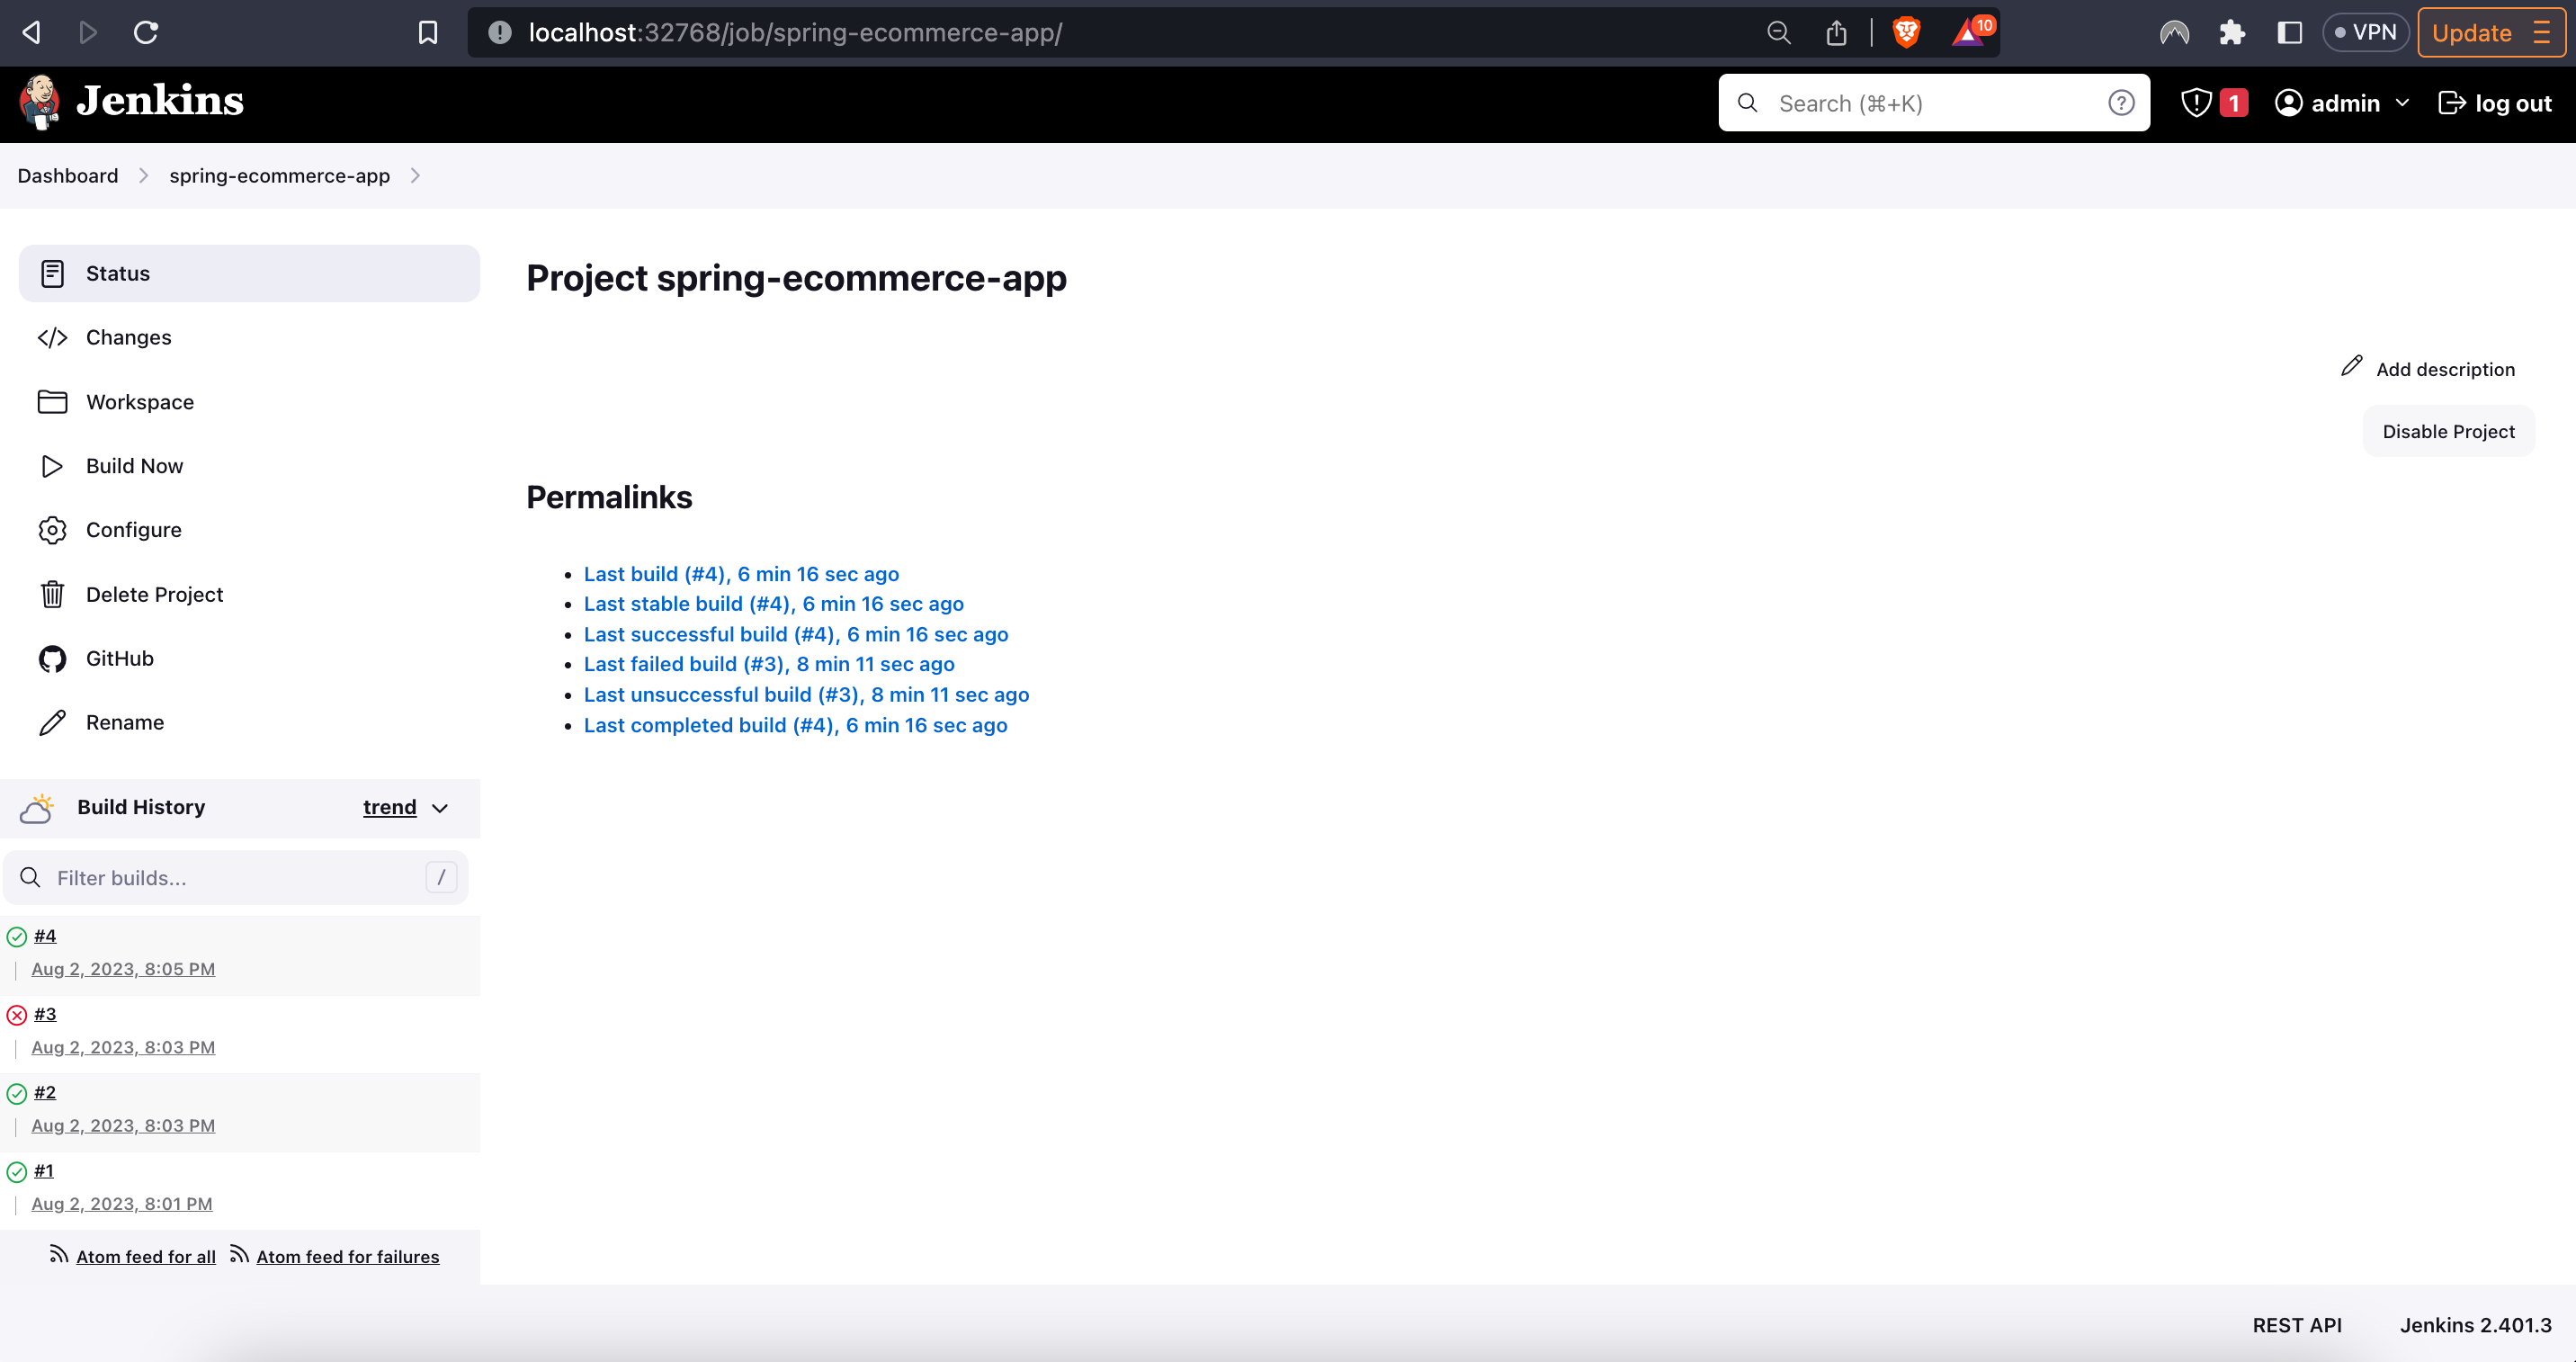 localhost:32768/job/spring-ecommerce-app/
10
VPN
Update
Jenkins
Search (⌘+K)
?
1
admin
log out
Dashboard
spring-ecommerce-app
Status
Changes
Workspace
Build Now
Configure
Delete Project
GitHub
Rename
Project spring-ecommerce-app
Add description
Disable Project
Permalinks
Last build (#4), 6 min 16 sec ago
Last stable build (#4), 6 min 16 sec ago
Last successful build (#4), 6 min 16 sec ago
Last failed build (#3), 8 min 11 sec ago
Last unsuccessful build (#3), 8 min 11 sec ago
Last completed build (#4), 6 min 16 sec ago
Build History
trend
Filter builds...
/
#4
Aug 2, 2023, 8:05 PM
#3
Aug 2, 2023, 8:03 PM
#2
Aug 2, 2023, 8:03 PM
#1
Aug 2, 2023, 8:01 PM
Atom feed for all
Atom feed for failures
REST API
Jenkins 2.401.3